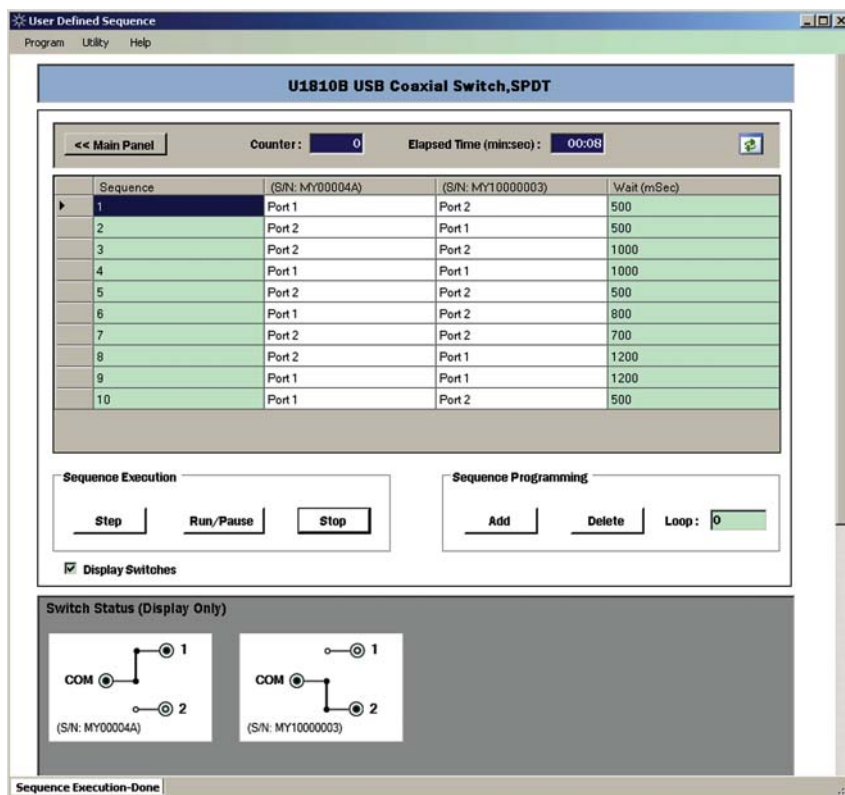 User Defined Sequence
Program Utility Help
U1810B USB Coaxial Switch,SPDT
<< Main Panel Counter: 0 Elapsed Time (min:sec): 00:08
Sequence (S/N: MY00004A) (S/N: MY10000003) Wait (mSec)
1 Port 1 Port 2 500
2 Port 2 Port 1 500
3 Port 2 Port 2 1000
4 Port 1 Port 1 1000
5 Port 2 Port 2 500
6 Port 1 Port 2 800
7 Port 2 Port 2 700
8 Port 2 Port 1 1200
9 Port 1 Port 1 1200
10 Port 1 Port 2 500
Sequence Execution Sequence Programming
Step Run/Pause Stop Add Delete Loop: 0
Display Switches
Switch Status (Display Only)
1 1
COM COM
2 2
(S/N: MY00004A) (S/N: MY10000003)
Sequence Execution-Done